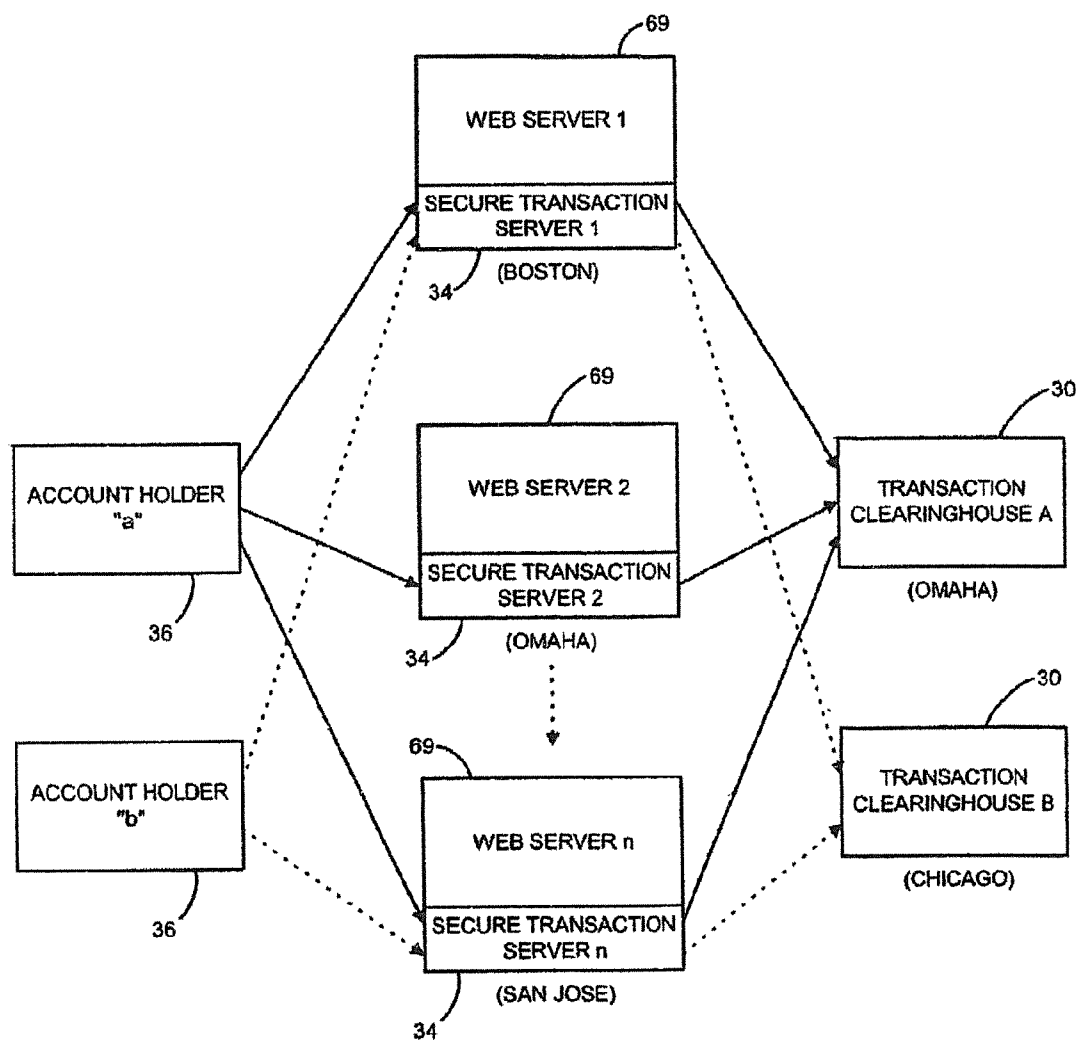 69
WEB SERVER 1
SECURE TRANSACTION
SERVER 1
34
(BOSTON)
69
WEB SERVER 2
SECURE TRANSACTION
SERVER 2
34
(OMAHA)
30
ACCOUNT HOLDER
"a"
36
TRANSACTION
CLEARINGHOUSE A
(OMAHA)
ACCOUNT HOLDER
"b"
36
69
WEB SERVER n
SECURE TRANSACTION
SERVER n
34
(SAN JOSE)
30
TRANSACTION
CLEARINGHOUSE B
(CHICAGO)